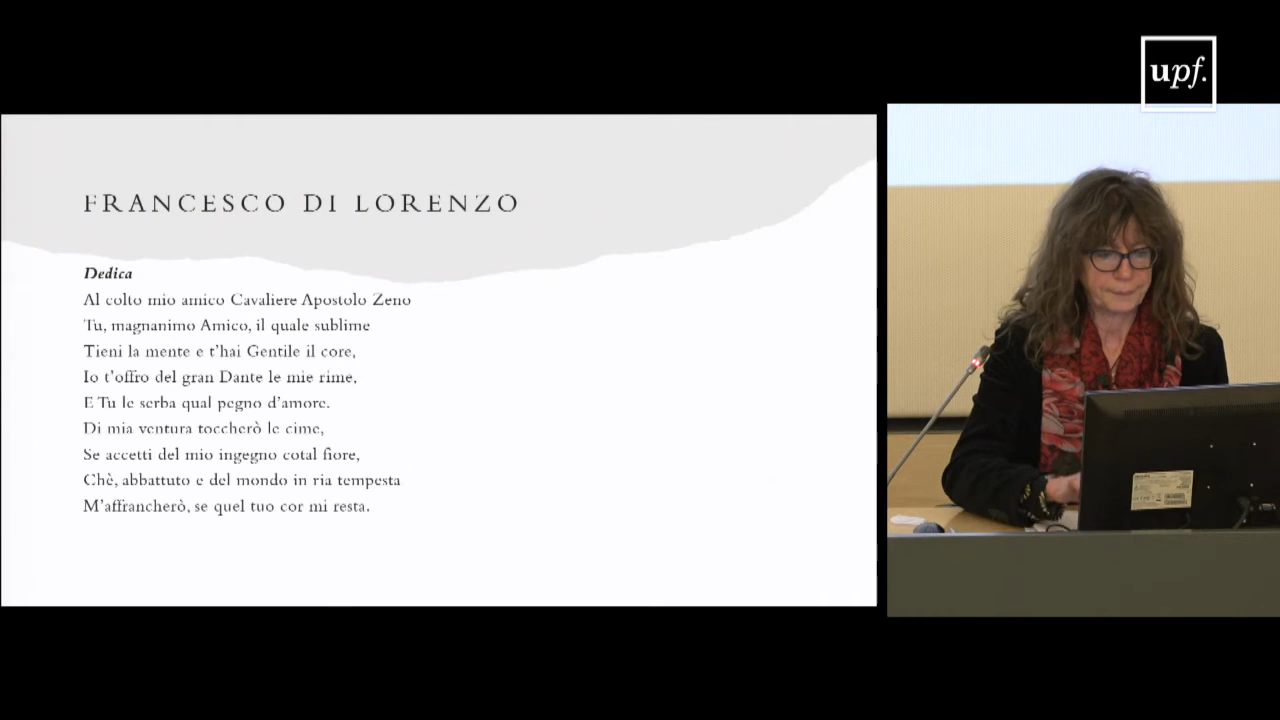 upf.
FRANCESCO DI LORENZO
Dedica
Al colto mio amico Cavaliere Apostolo Zeno
Tu, magnanimo Amico, il quale sublime
Tieni la mente e t'hai Gentile il core,
Io t'offro del gran Dante le mie rime,
E Tu le serba qual pegno d'amore.
Di mia ventura toccherò le cime,
Se accetti del mio ingegno cotal fiore,
Chè, abbattuto e del mondo in ria tempesta
M'affrancherò, se quel tuo cor mi resta.